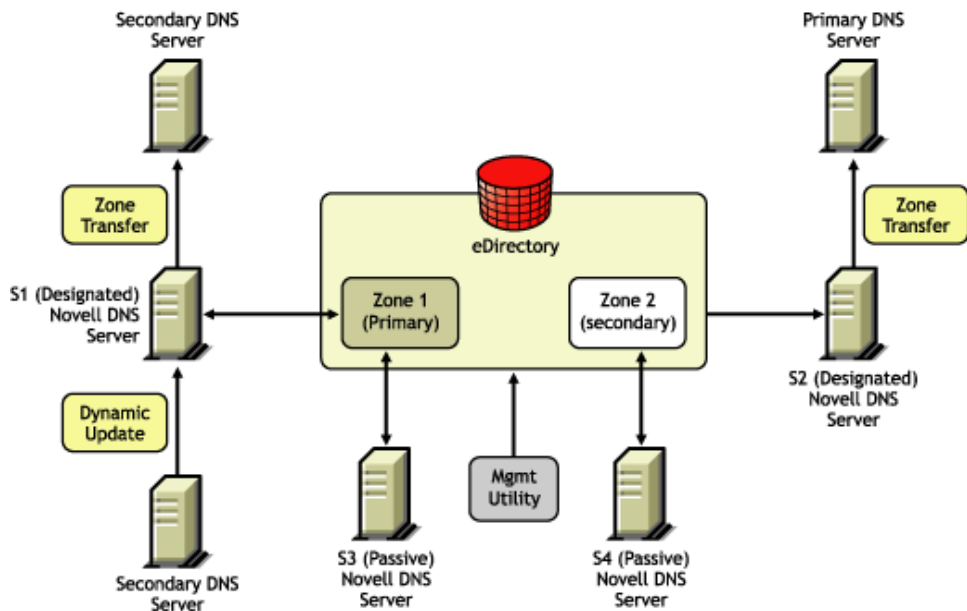 Secondary DNS
Server
Primary DNS
Server
Zone
Transfer
eDirectory
Zone
Transfer
S1 (Designated)
Novell DNS
Server
Zone 1
(Primary)
Zone 2
(secondary)
S2 (Designated)
Novell DNS
Server
Dynamic
Update
Mgmt
Utility
Secondary DNS
Server
S3 (Passive)
Novell DNS
Server
S4 (Passive)
Novell DNS
Server